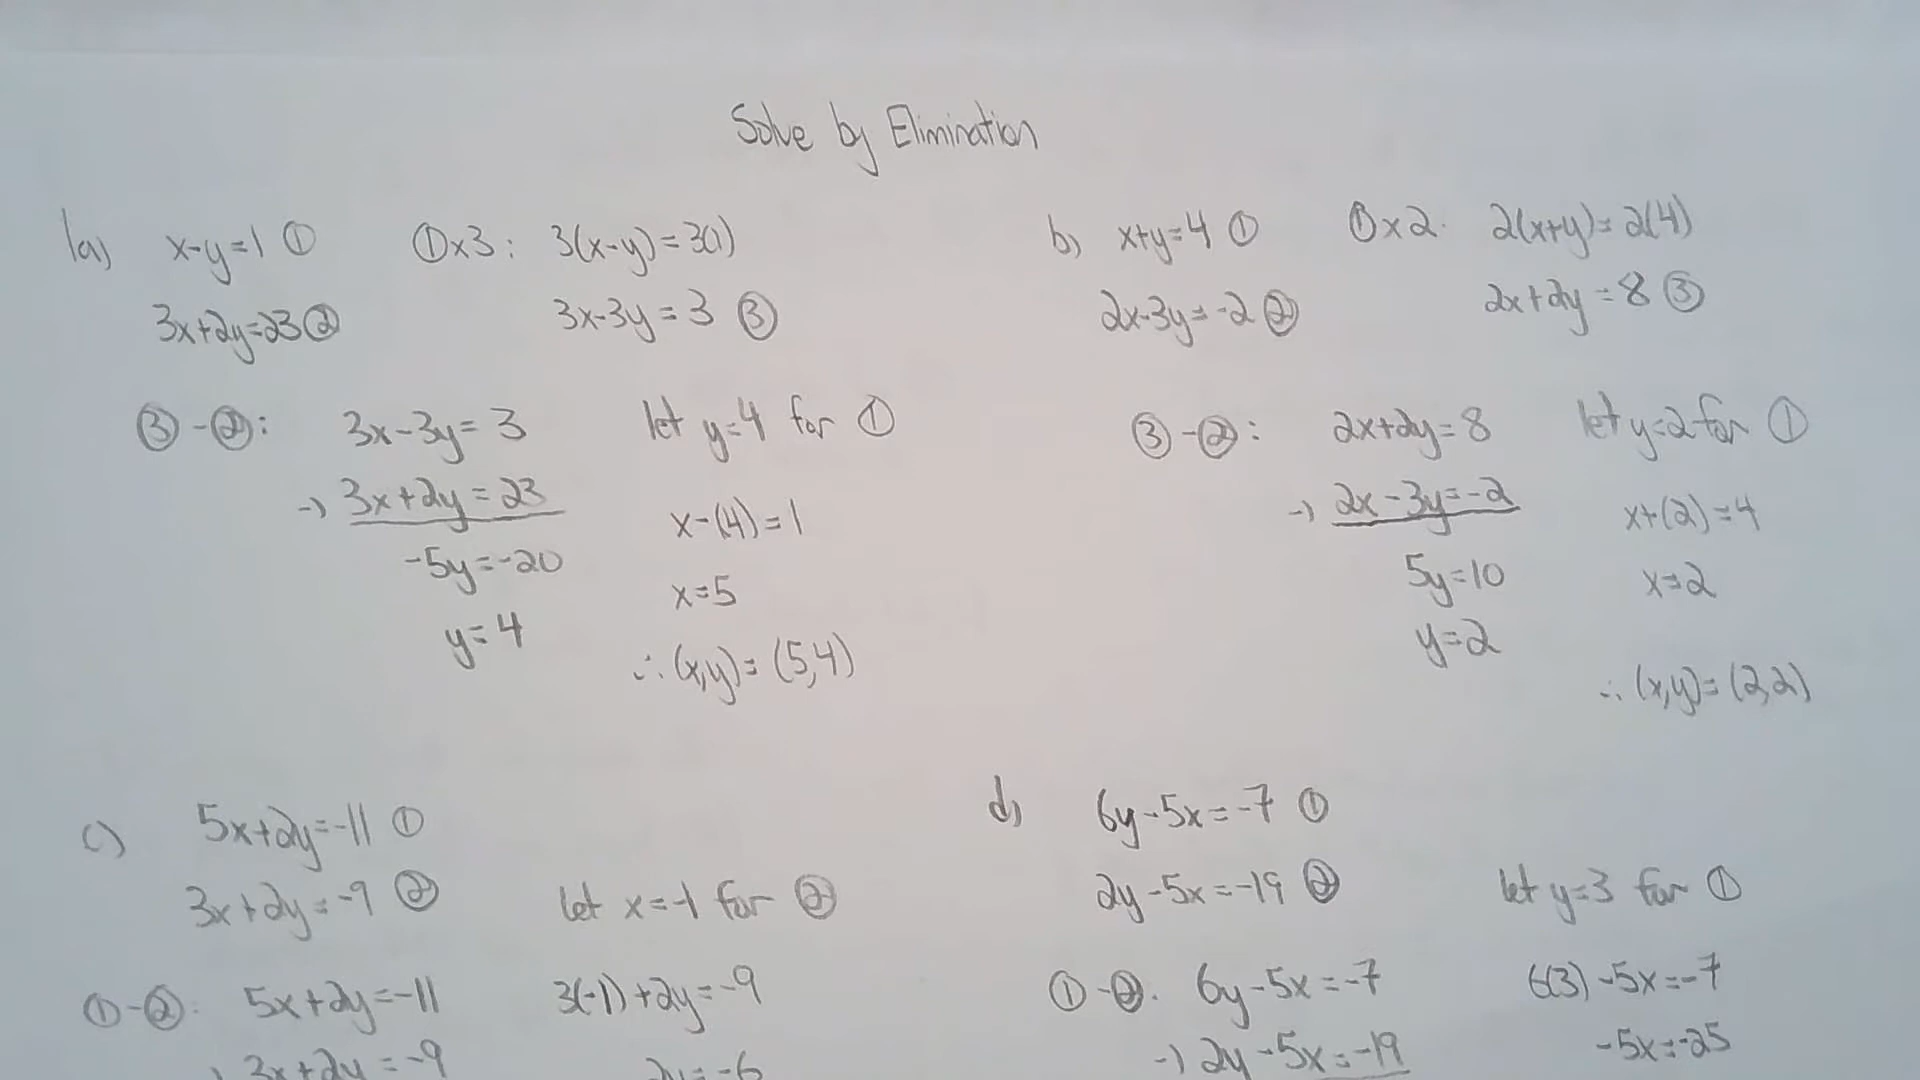 Solve by Elimination
1a) x-y=1 ① ①x3: 3(x-y)=3(1)
3x+2y=23 ② 3x-3y=3 ③
③-②: 3x-3y=3 let y=4 for ①
-) 3x+2y=23 x-(4)=1
-5y=-20 x=5
y=4 ∴(x,y)=(5,4)
b) x+y=4 ① ①x2: 2(x+y)=2(4)
2x-3y=-2 ② 2x+2y=8 ③
③-②: 2x+2y=8 let y=2 for ①
-) 2x-3y=-2 x+(2)=4
5y=10 x=2
y=2 ∴(x,y)=(2,2)
c) 5x+2y=-11 ①
3x+2y=-9 ② let x=-1 for ②
①-②: 5x+2y=-11 3(-1)+2y=-9
-) 3x+2y=-9 2y=-6
d) 6y-5x=-7 ①
2y-5x=-19 ② let y=3 for ①
①-②: 6y-5x=-7 6(3)-5x=-7
-) 2y-5x=-19 -5x=-25